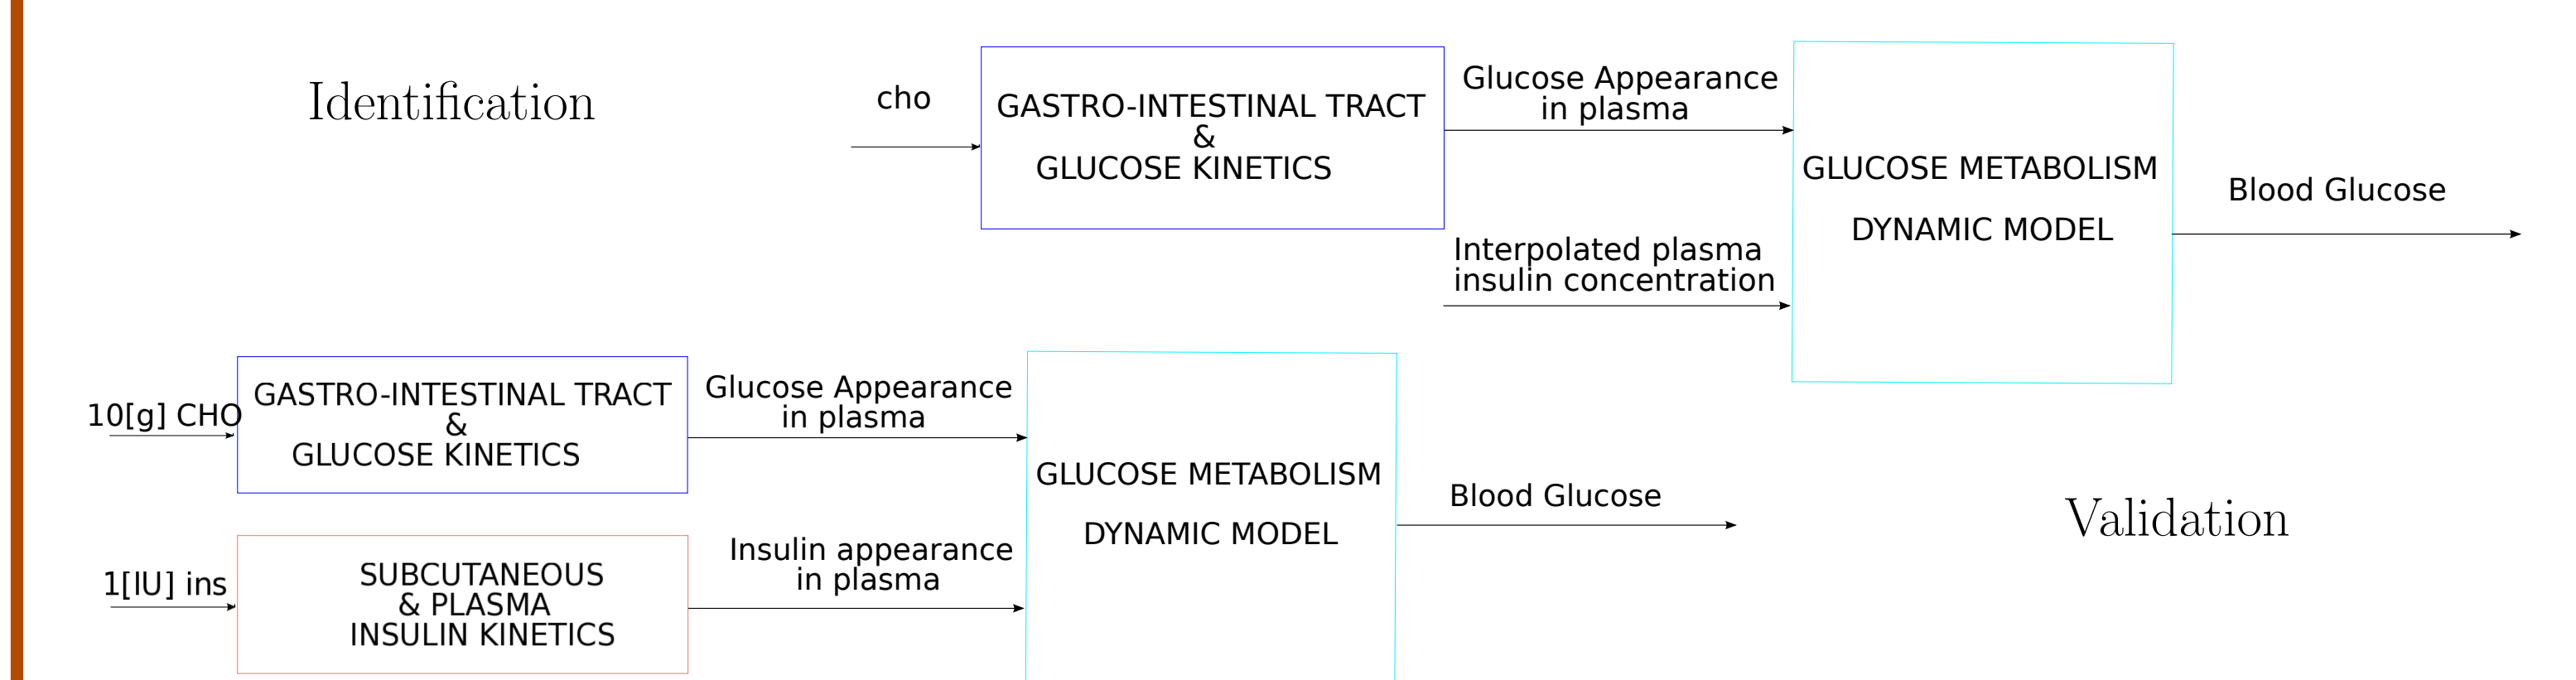 Identification
cho
GASTRO-INTESTINAL TRACT
&
GLUCOSE KINETICS
Glucose Appearance
in plasma
Interpolated plasma
insulin concentration
GLUCOSE METABOLISM
DYNAMIC MODEL
Blood Glucose
10[g] CHO
GASTRO-INTESTINAL TRACT
&
GLUCOSE KINETICS
Glucose Appearance
in plasma
1[IU] ins
SUBCUTANEOUS
& PLASMA
INSULIN KINETICS
Insulin appearance
in plasma
GLUCOSE METABOLISM
DYNAMIC MODEL
Blood Glucose
Validation